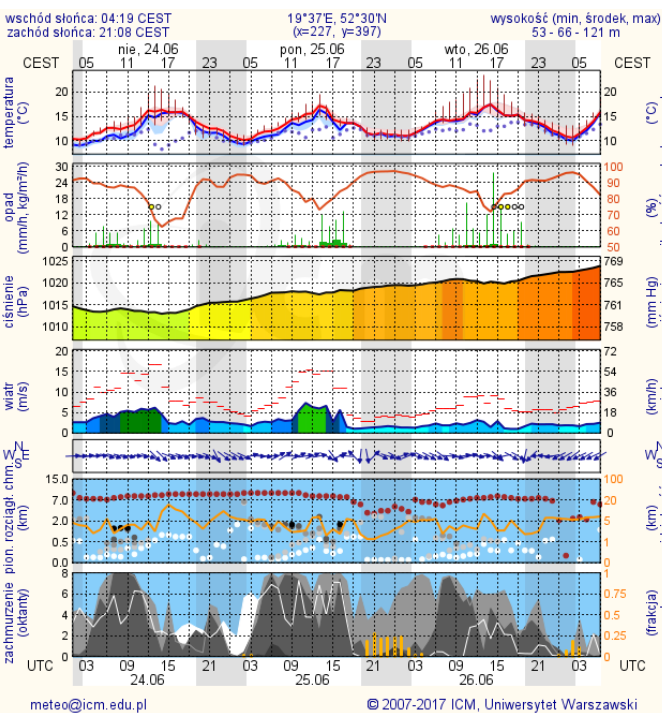 wschód słońca: 04:19 CEST 19°37'E, 52°30'N wysokość (min, środek, max)
zachód słońca: 21:08 CEST (x=227, y=397) 53 - 66 - 121 m
nie, 24.06 pon, 25.06 wto, 26.06
CEST 05 11 17 23 05 11 17 23 05 11 17 23 05 CEST
temperatura
(°C)
20 20
15 15
10 10
opad
(mm/h, kg/m²/h)
30 100
24 90
18 80
12 70
6 60
0 50
(%)
ciśnienie
(hPa)
1025 769
1020 765
1015 761
1010 758
(mm Hg)
wiatr
(m/s)
20 72
15 54
10 36
5 18
0 0
(km/h)
N
W E
S
N
W
S
pion. rozciągł. chm.
(km)
15.0 100
7.0 20
2.0 5
0.5 1
0.0 0
(km)
zachmurzenie
(oktanty)
8 1
6 0.75
4 0.5
2 0.25
0 0
(frakcja)
UTC 03 09 15 21 03 09 15 21 03 09 15 21 03 UTC
24.06 25.06 26.06
meteo@icm.edu.pl © 2007-2017 ICM, Uniwersytet Warszawski